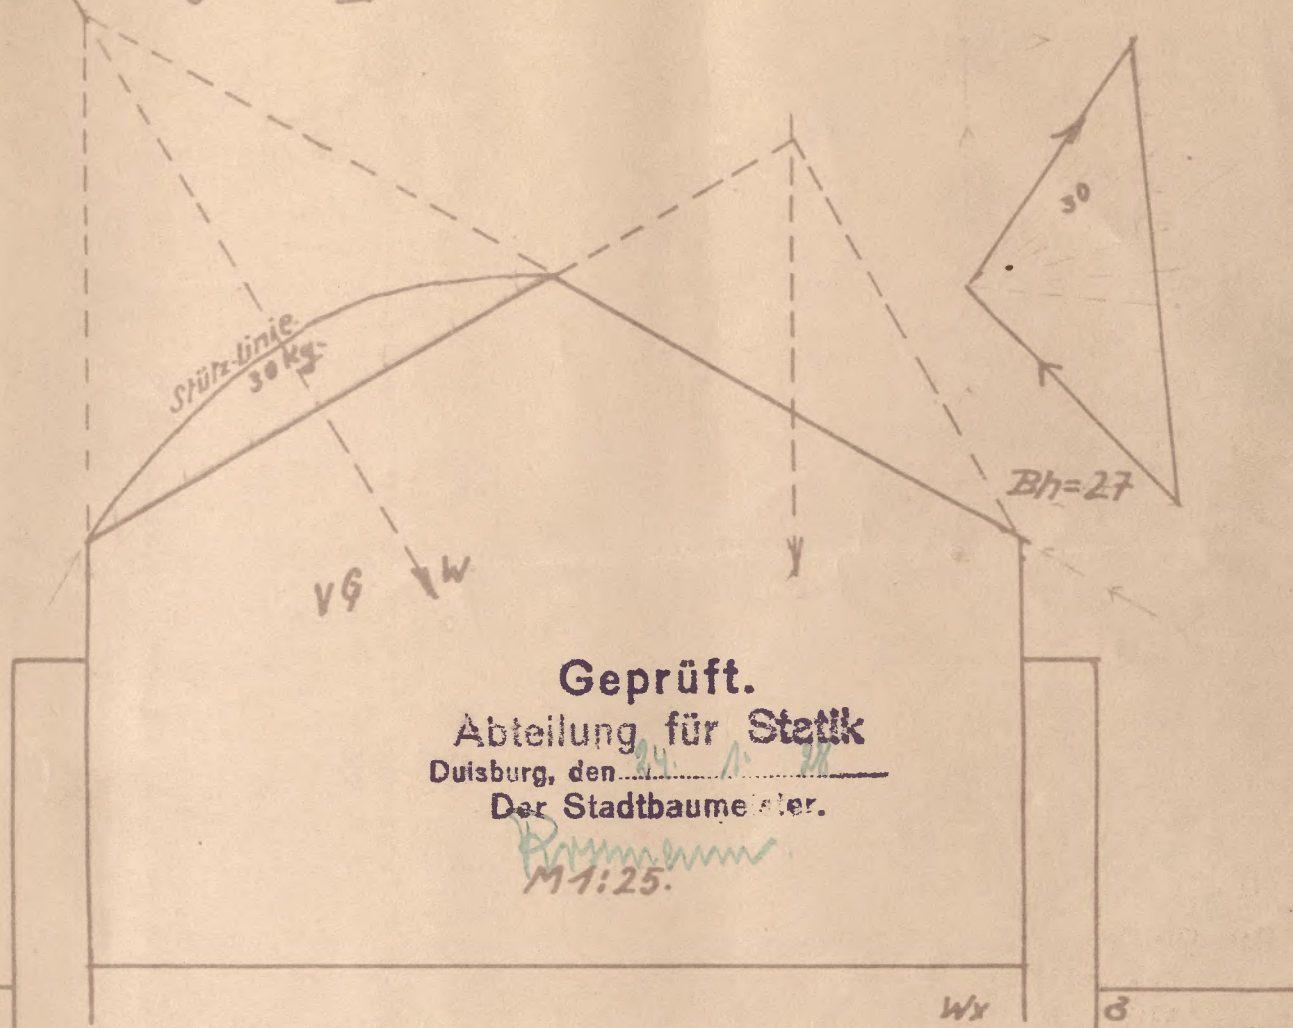 30
Stütz-linie.
30 kg.
Bh=27
W
VG
Geprüft.
Abteilung für Statik
Duisburg, den 24. 1. 28
Der Stadtbaumeister.
M 1:25.
Wx